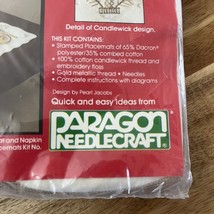 Detail of Candlewick design.
THIS KIT CONTAINS:
• Stamped Placemats of 65% Dacron®
polyester/35% combed cotton
• 100% cotton candlewick thread and
embroidery floss
• Gold metallic thread • Needles
• Complete instructions with diagrams
Design by Pearl Jacobs
Quick and easy ideas from
PARAGON
NEEDLECRAFT®
at and Napkin
cemats Kit No.